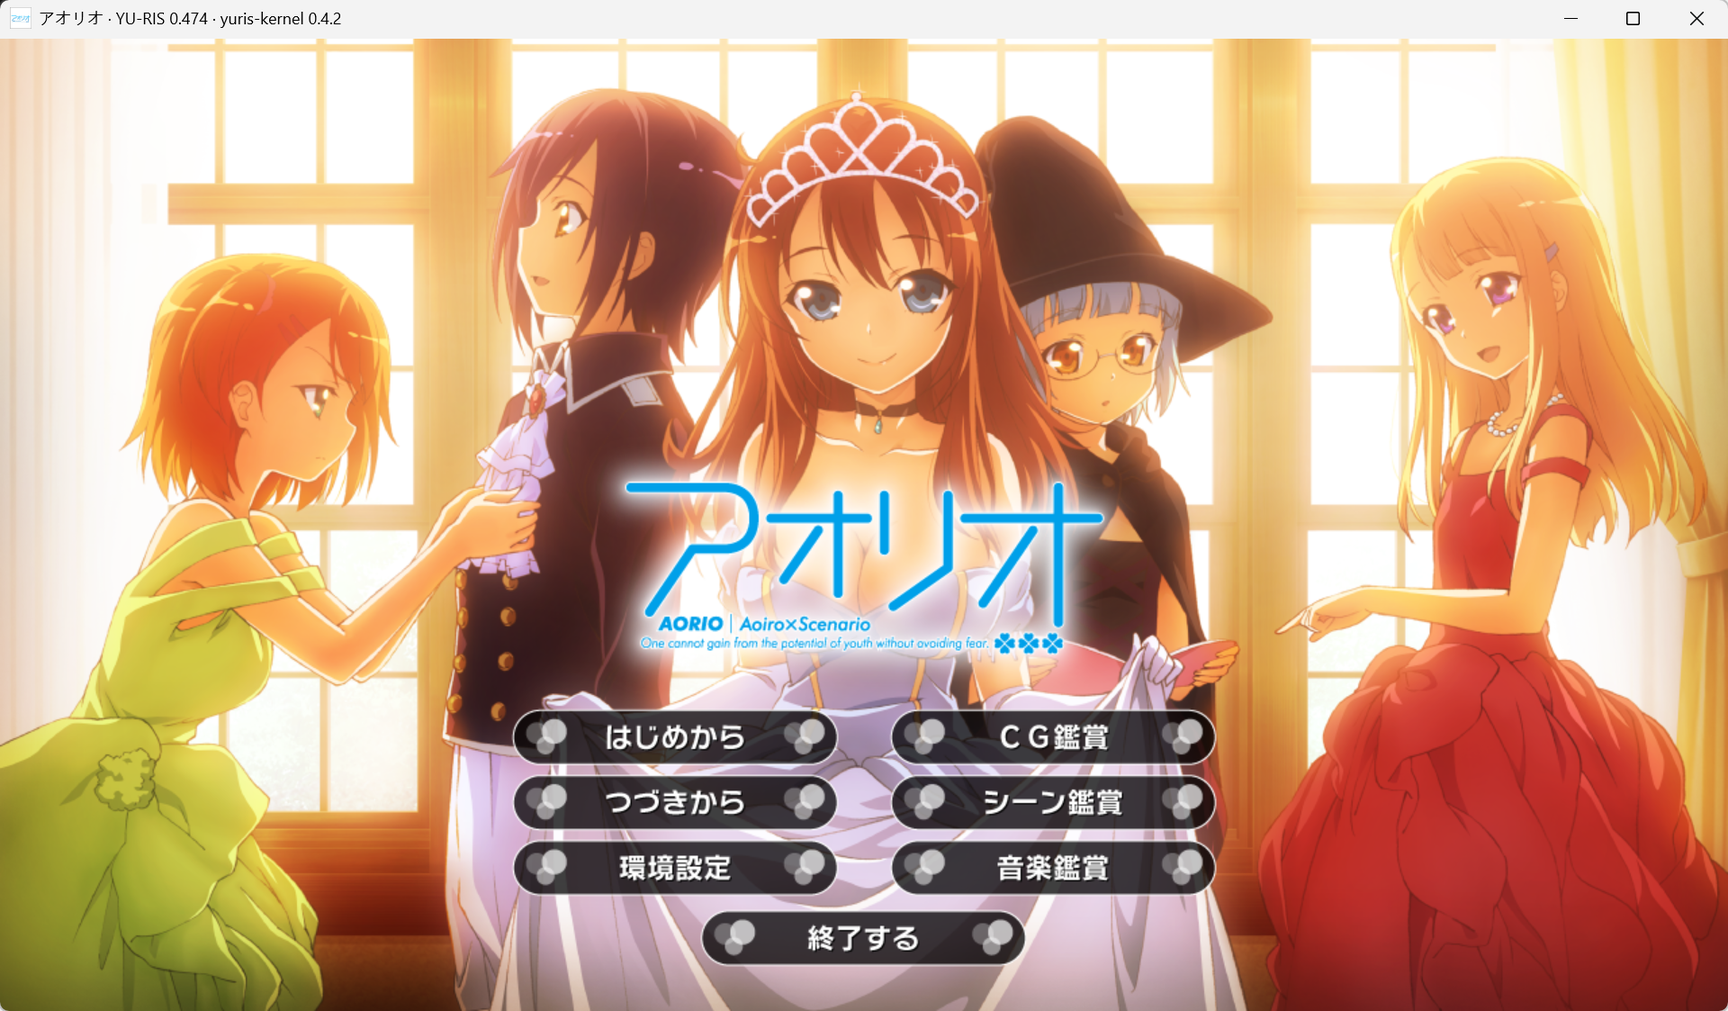 アオリオ · YU-RIS 0.474 · yuris-kernel 0.4.2
アオリオ
AORIO | Aoiro×Scenario
One cannot gain from the potential of youth without avoiding fear.
はじめから
CG鑑賞
つづきから
シーン鑑賞
環境設定
音楽鑑賞
終了する